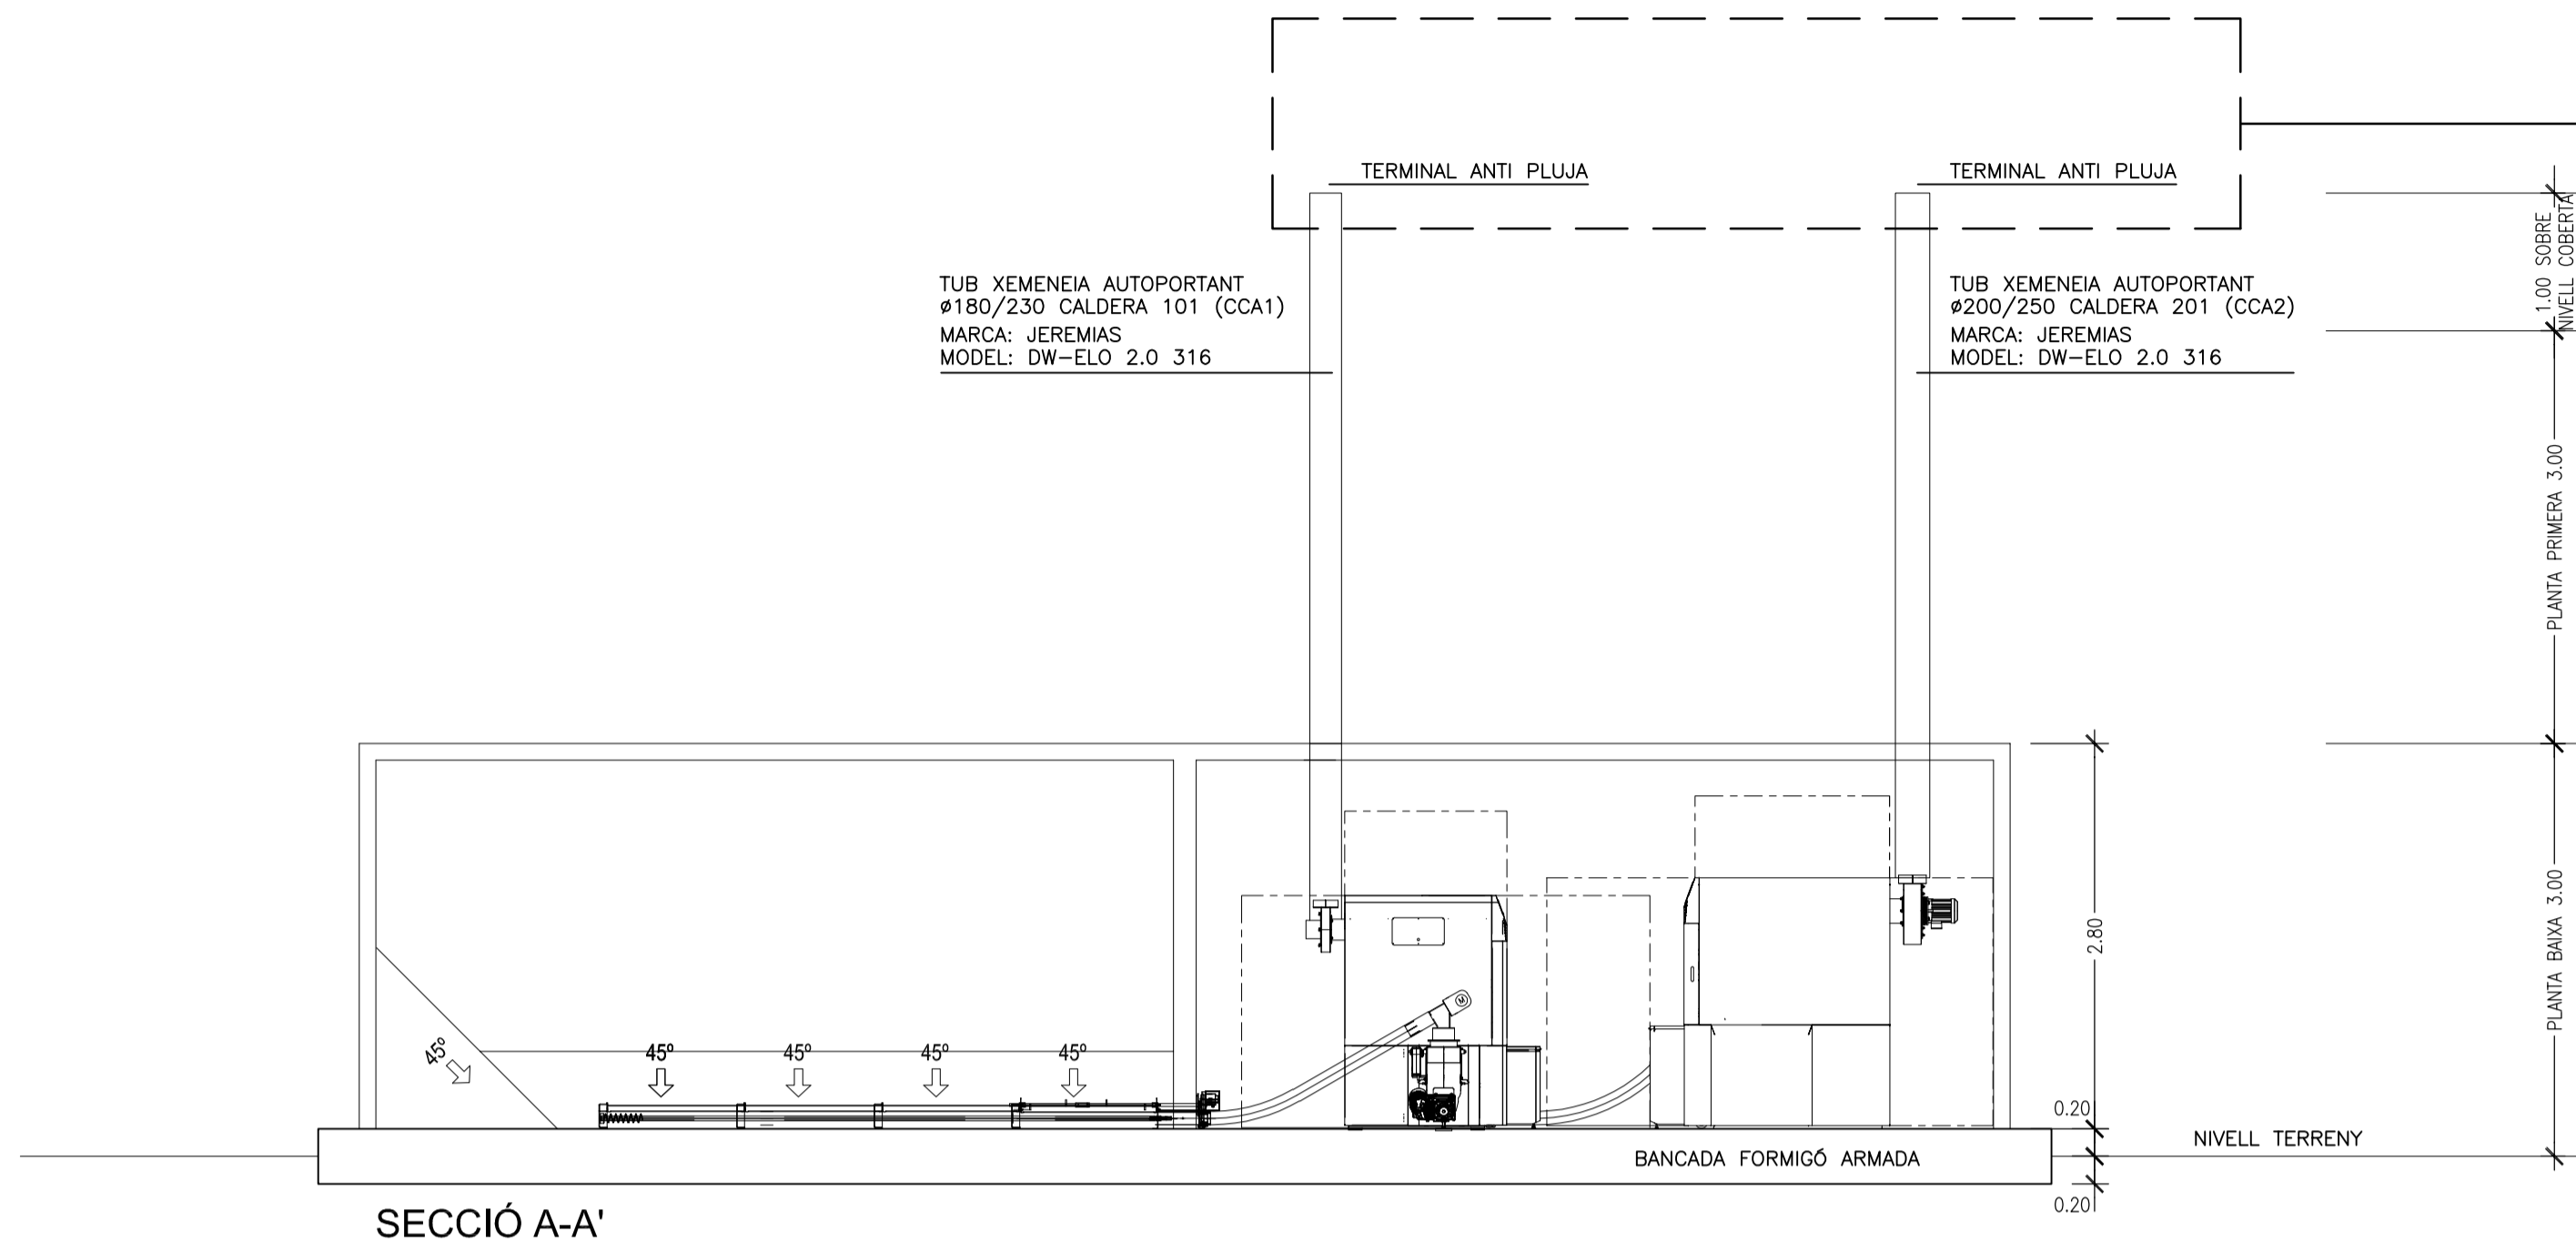 TERMINAL ANTI PLUJA
TERMINAL ANTI PLUJA
TUB XEMENEIA AUTOPORTANT
ø180/230 CALDERA 101 (CCA1)
MARCA: JEREMIAS
MODEL: DW-ELO 2.0 316
TUB XEMENEIA AUTOPORTANT
ø200/250 CALDERA 201 (CCA2)
MARCA: JEREMIAS
MODEL: DW-ELO 2.0 316
1.00 SOBRE
NIVELL COBERTA
PLANTA PRIMERA 3.00
PLANTA BAIXA 3.00
2.80
M
45º
45º
45º
45º
45º
0.20
NIVELL TERRENY
BANCADA FORMIGÓ ARMADA
0.20
SECCIÓ A-A'